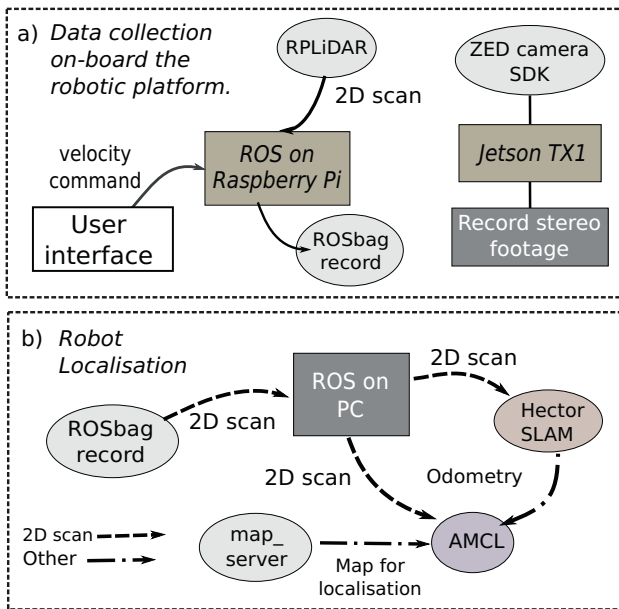 a) Data collection
on-board the
robotic platform.
RPLiDAR
2D scan
ZED camera
SDK
velocity
command
ROS on
Raspberry Pi
Jetson TX1
User
interface
ROSbag
record
Record stereo
footage
b) Robot
Localisation
2D scan
ROS on
PC
ROSbag
record
2D scan
Hector
SLAM
2D scan
Odometry
2D scan
Other
map_
server
Map for
localisation
AMCL